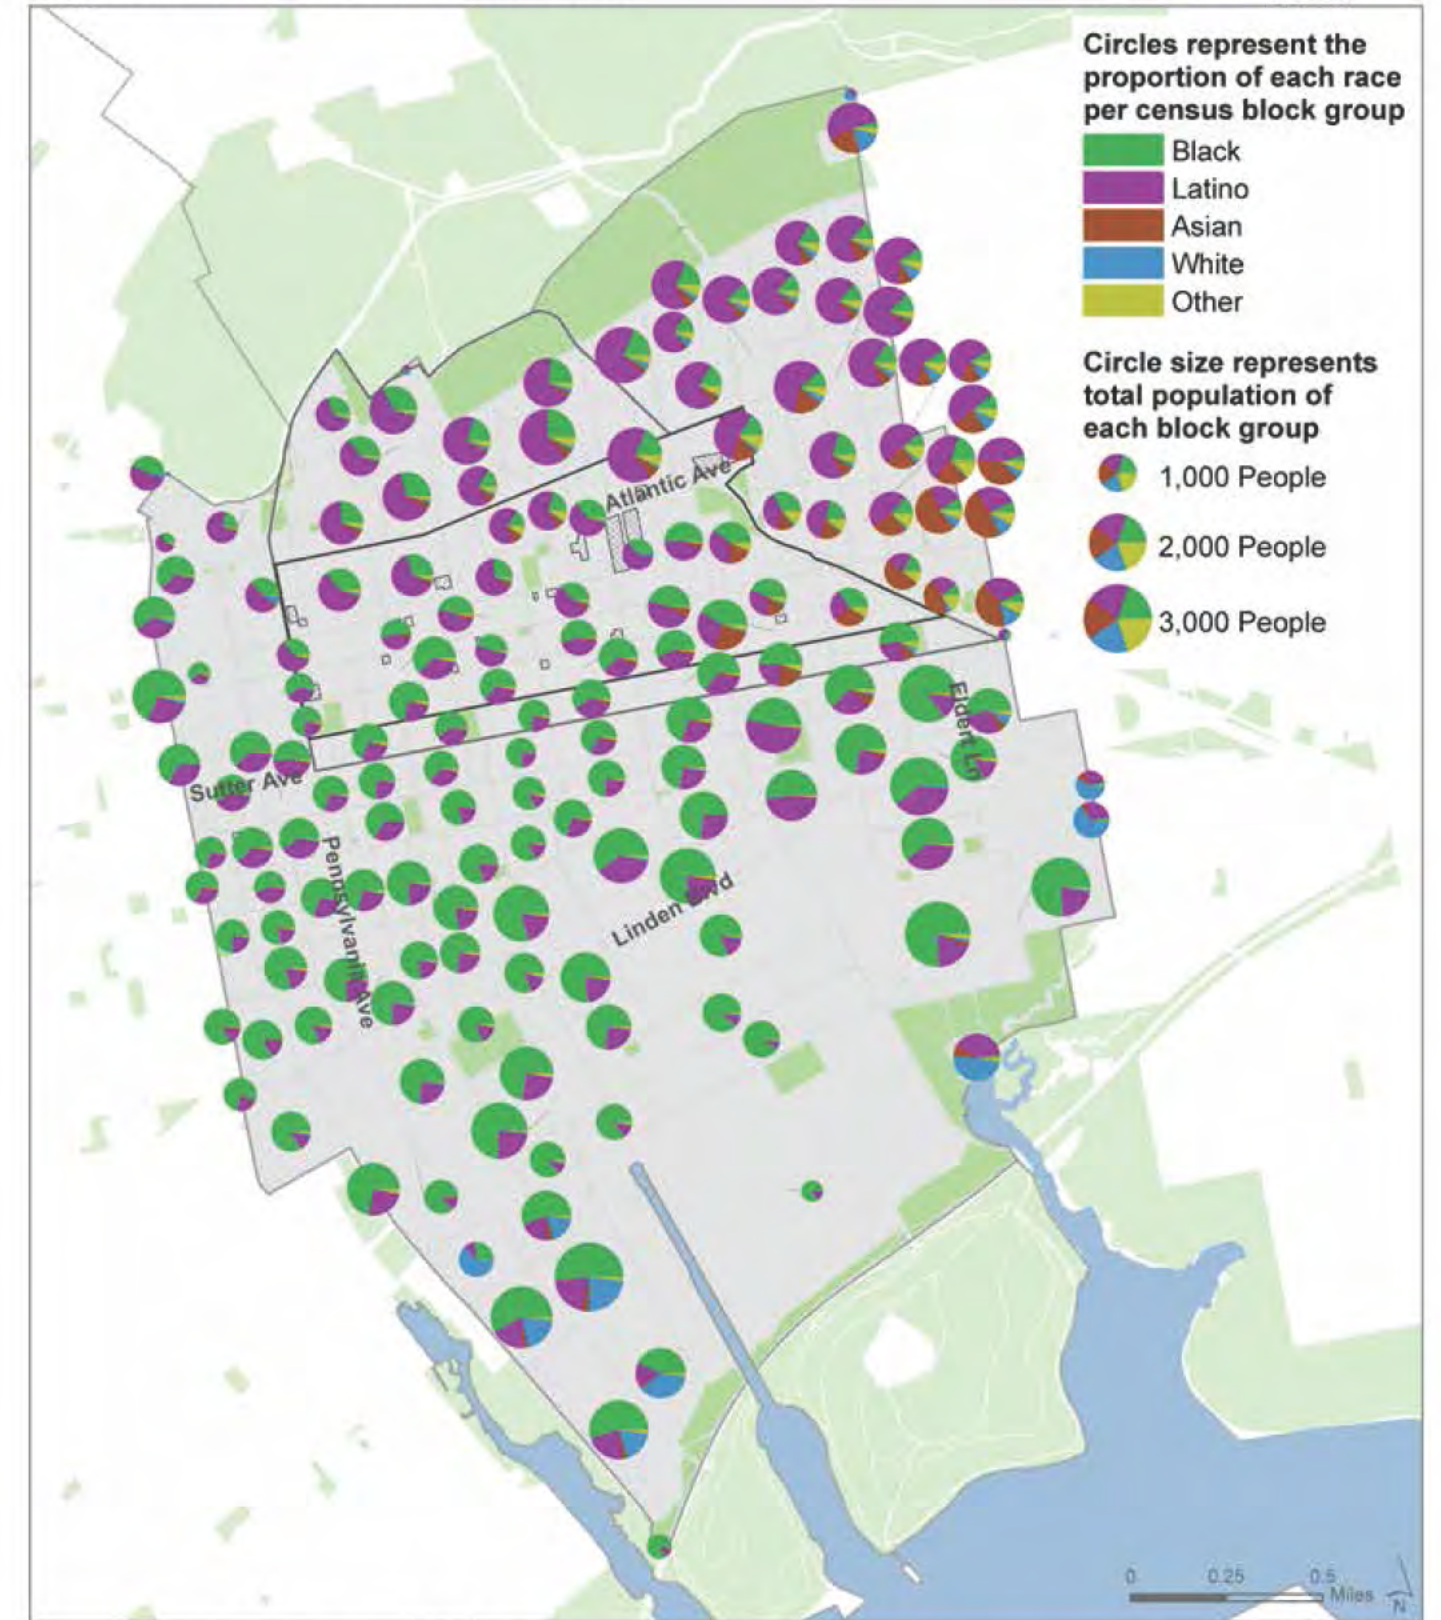 Circles represent the
proportion of each race
per census block group
Black
Latino
Asian
White
Other
Circle size represents
total population of
each block group
1,000 People
2,000 People
3,000 People
Atlantic Ave
Eldert Ln
Sutter Ave
Pennsylvania Ave
Linden Blvd
0 0.25 0.5
Miles
N